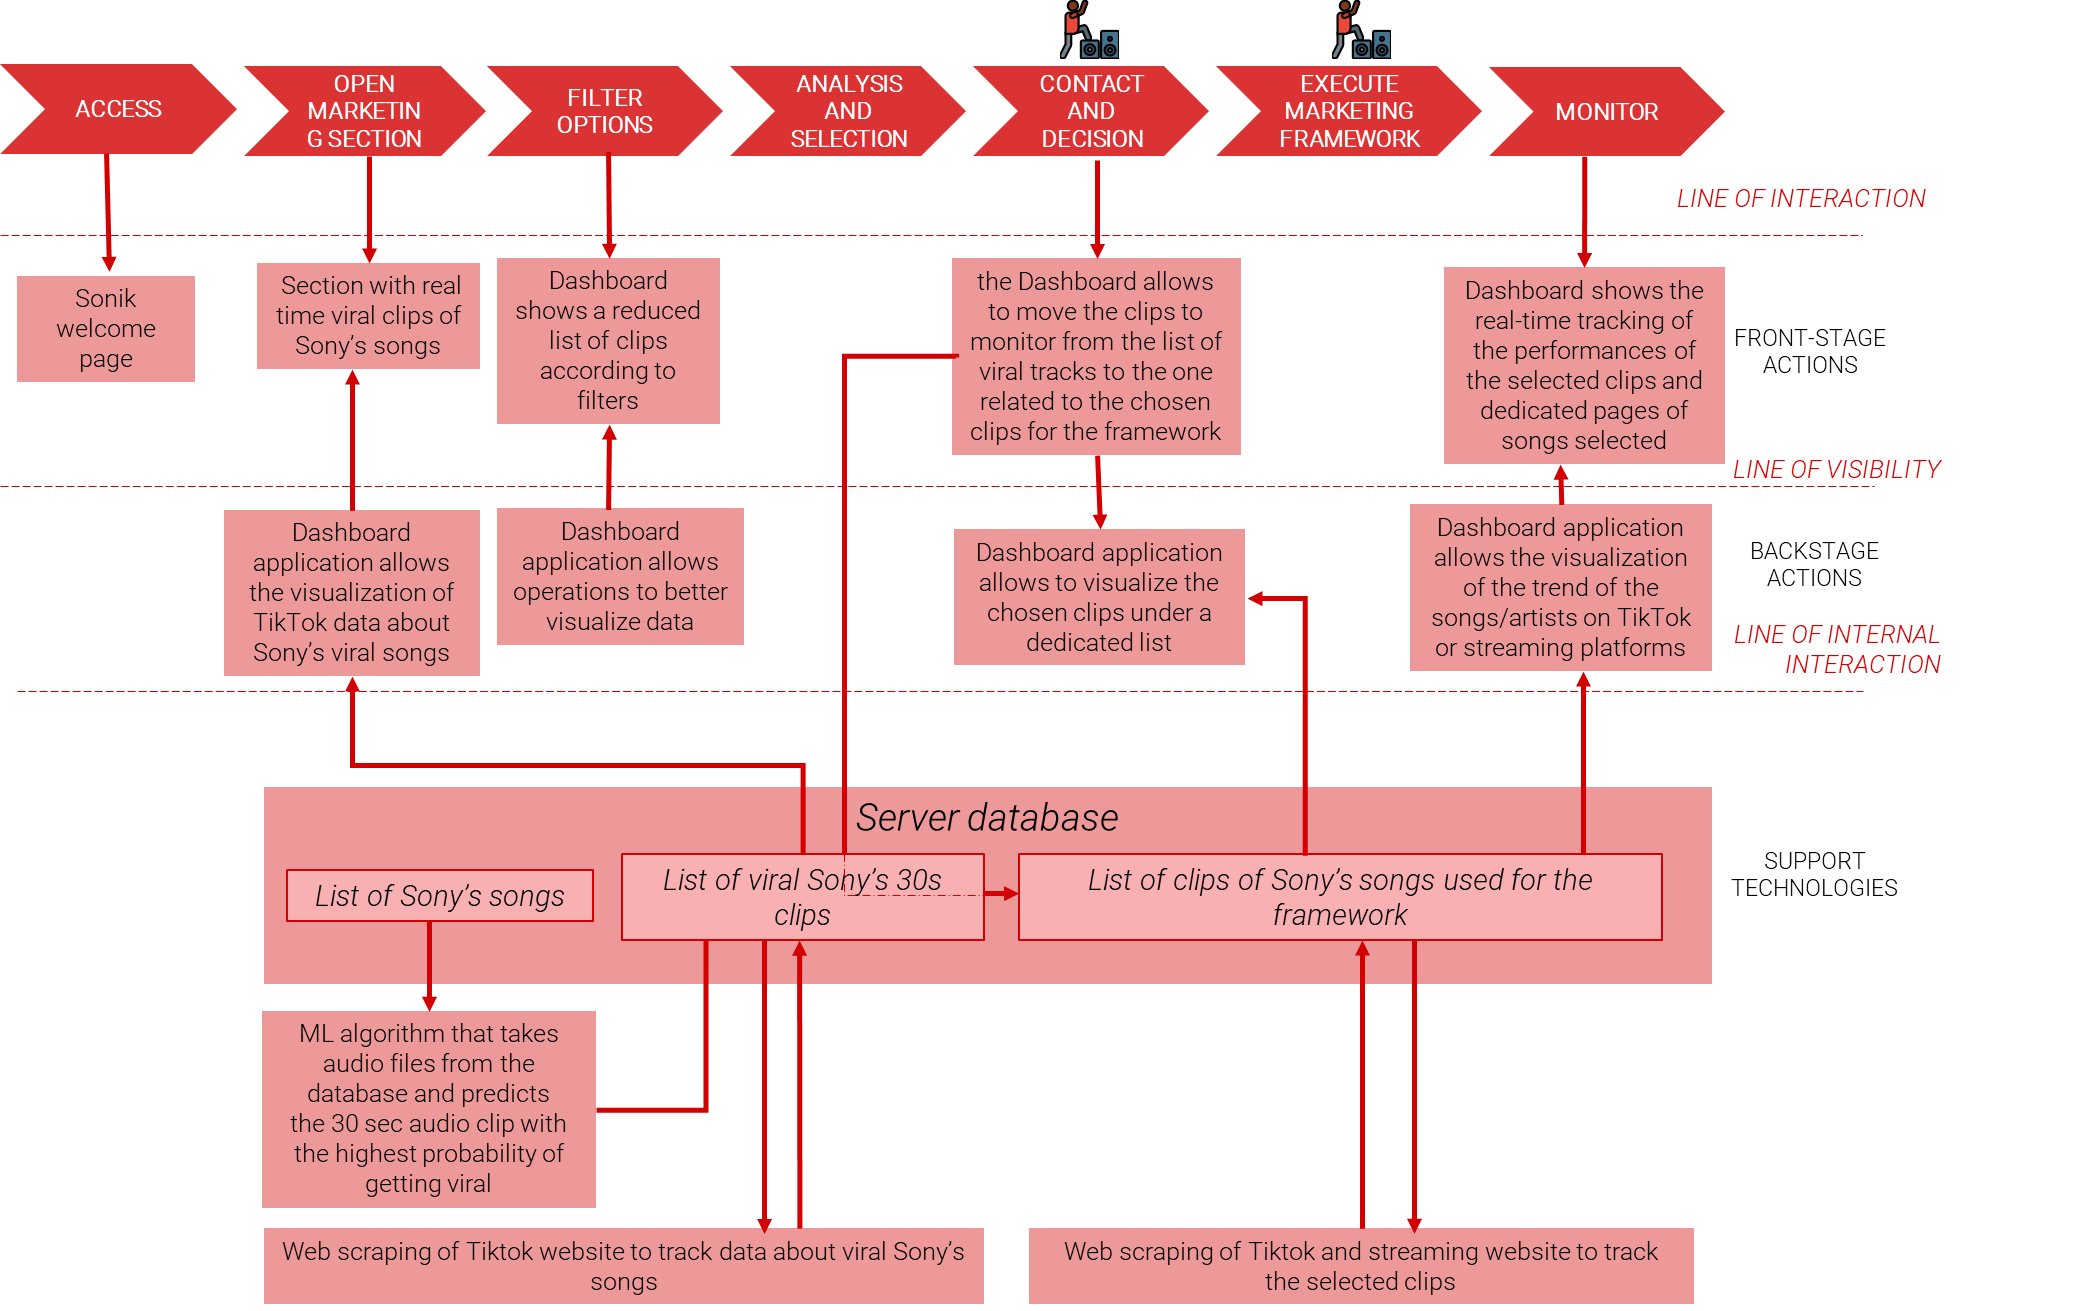 ACCESS
OPEN
MARKETIN
G SECTION
FILTER
OPTIONS
ANALYSIS
AND
SELECTION
CONTACT
AND
DECISION
EXECUTE
MARKETING
FRAMEWORK
MONITOR
LINE OF INTERACTION
Sonik
welcome
page
Section with real
time viral clips of
Sony’s songs
Dashboard
shows a reduced
list of clips
according to
filters
the Dashboard allows
to move the clips to
monitor from the list of
viral tracks to the one
related to the chosen
clips for the framework
Dashboard shows the
real-time tracking of
the performances of
the selected clips and
dedicated pages of
songs selected
FRONT-STAGE
ACTIONS
LINE OF VISIBILITY
Dashboard
application allows
the visualization of
TikTok data about
Sony’s viral songs
Dashboard
application allows
operations to better
visualize data
Dashboard application
allows to visualize the
chosen clips under a
dedicated list
Dashboard application
allows the visualization
of the trend of the
songs/artists on TikTok
or streaming platforms
BACKSTAGE
ACTIONS
LINE OF INTERNAL
INTERACTION
Server database
List of Sony’s songs
List of viral Sony’s 30s
clips
List of clips of Sony’s songs used for the
framework
SUPPORT
TECHNOLOGIES
ML algorithm that takes
audio files from the
database and predicts
the 30 sec audio clip with
the highest probability of
getting viral
Web scraping of Tiktok website to track data about viral Sony’s
songs
Web scraping of Tiktok and streaming website to track
the selected clips